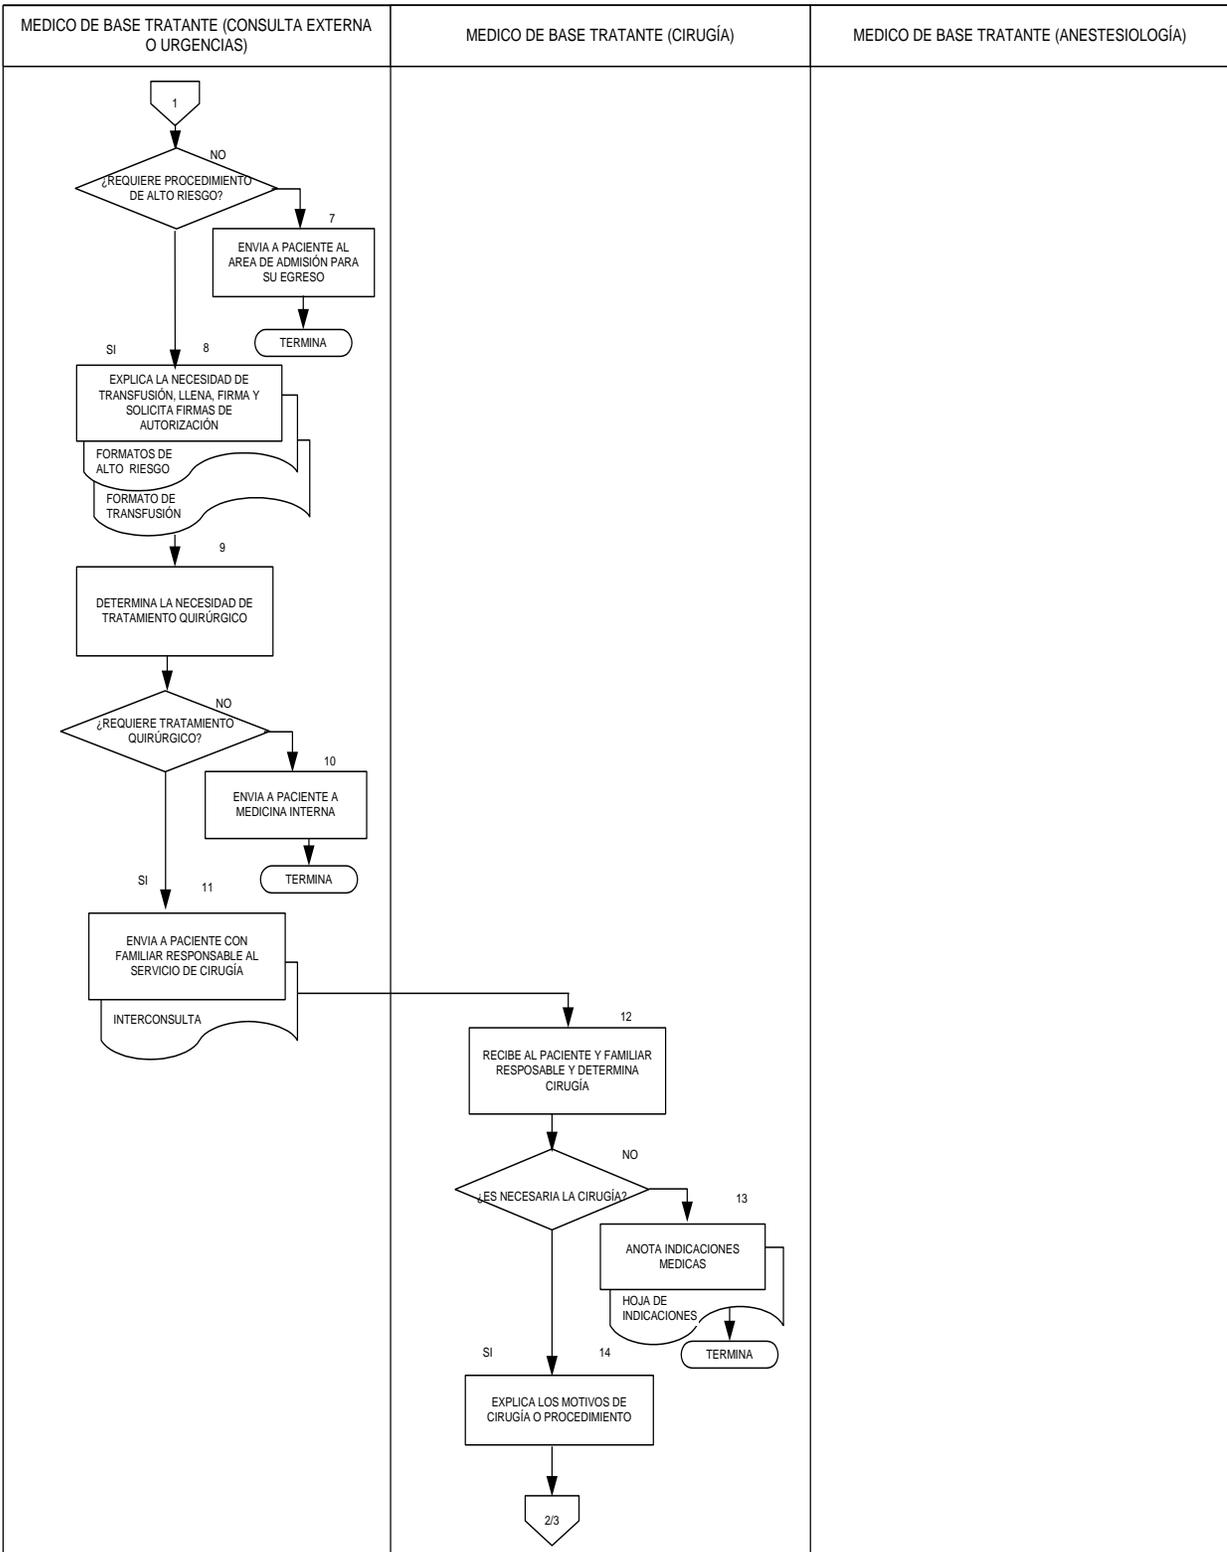 MEDICO DE BASE TRATANTE (CONSULTA EXTERNA
O URGENCIAS)
MEDICO DE BASE TRATANTE (CIRUGÍA)
MEDICO DE BASE TRATANTE (ANESTESIOLOGÍA)
1
NO
¿REQUIERE PROCEDIMIENTO
DE ALTO RIESGO?
7
ENVIA A PACIENTE AL
AREA DE ADMISIÓN PARA
SU EGRESO
TERMINA
SI
8
EXPLICA LA NECESIDAD DE
TRANSFUSIÓN, LLENA, FIRMA Y
SOLICITA FIRMAS DE
AUTORIZACIÓN
FORMATOS DE
ALTO RIESGO
FORMATO DE
TRANSFUSIÓN
9
DETERMINA LA NECESIDAD DE
TRATAMIENTO QUIRÚRGICO
NO
¿REQUIERE TRATAMIENTO
QUIRÚRGICO?
10
ENVIA A PACIENTE A
MEDICINA INTERNA
TERMINA
SI
11
ENVIA A PACIENTE CON
FAMILIAR RESPONSABLE AL
SERVICIO DE CIRUGÍA
INTERCONSULTA
12
RECIBE AL PACIENTE Y FAMILIAR
RESPOSABLE Y DETERMINA
CIRUGÍA
NO
¿ES NECESARIA LA CIRUGÍA?
13
ANOTA INDICACIONES
MEDICAS
HOJA DE
INDICACIONES
TERMINA
SI
14
EXPLICA LOS MOTIVOS DE
CIRUGÍA O PROCEDIMIENTO
2/3